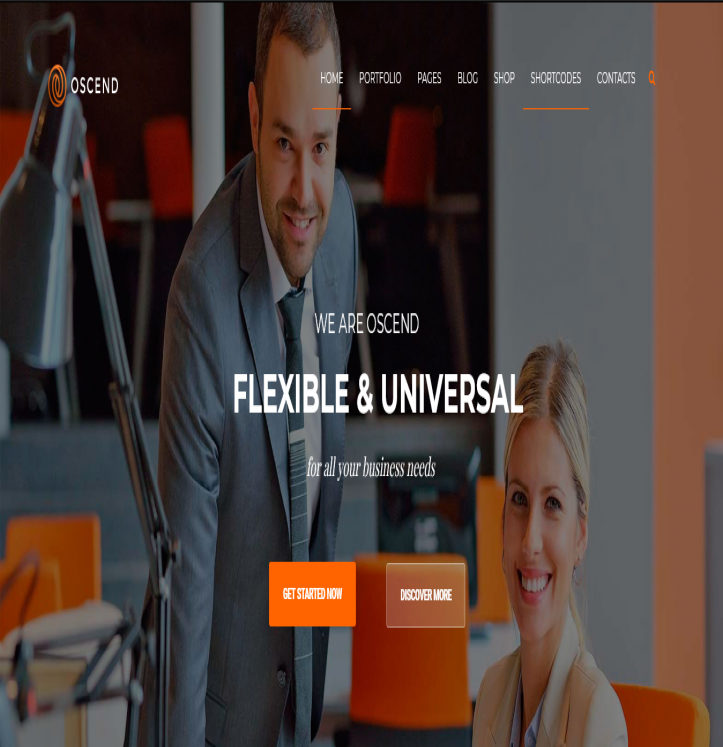 OSCEND
HOME PORTFOLIO PAGES BLOG SHOP SHORTCODES CONTACTS
WE ARE OSCEND
FLEXIBLE & UNIVERSAL
for all your business needs
GET STARTED NOW DISCOVER MORE